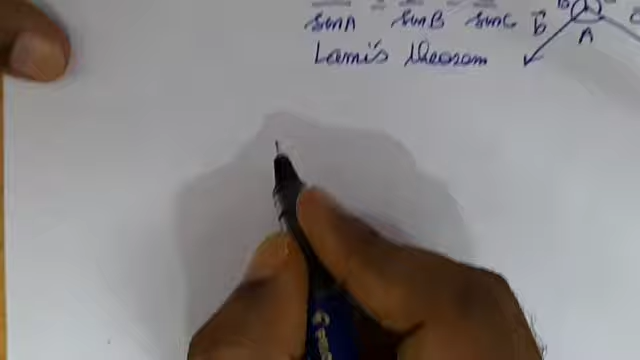 sinA = sinB = sinC
b
A
Lami's theorem